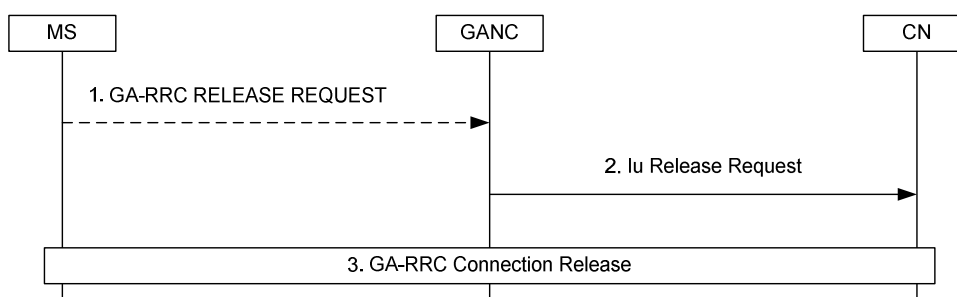 MS
GANC
CN
1. GA-RRC RELEASE REQUEST
2. Iu Release Request
3. GA-RRC Connection Release